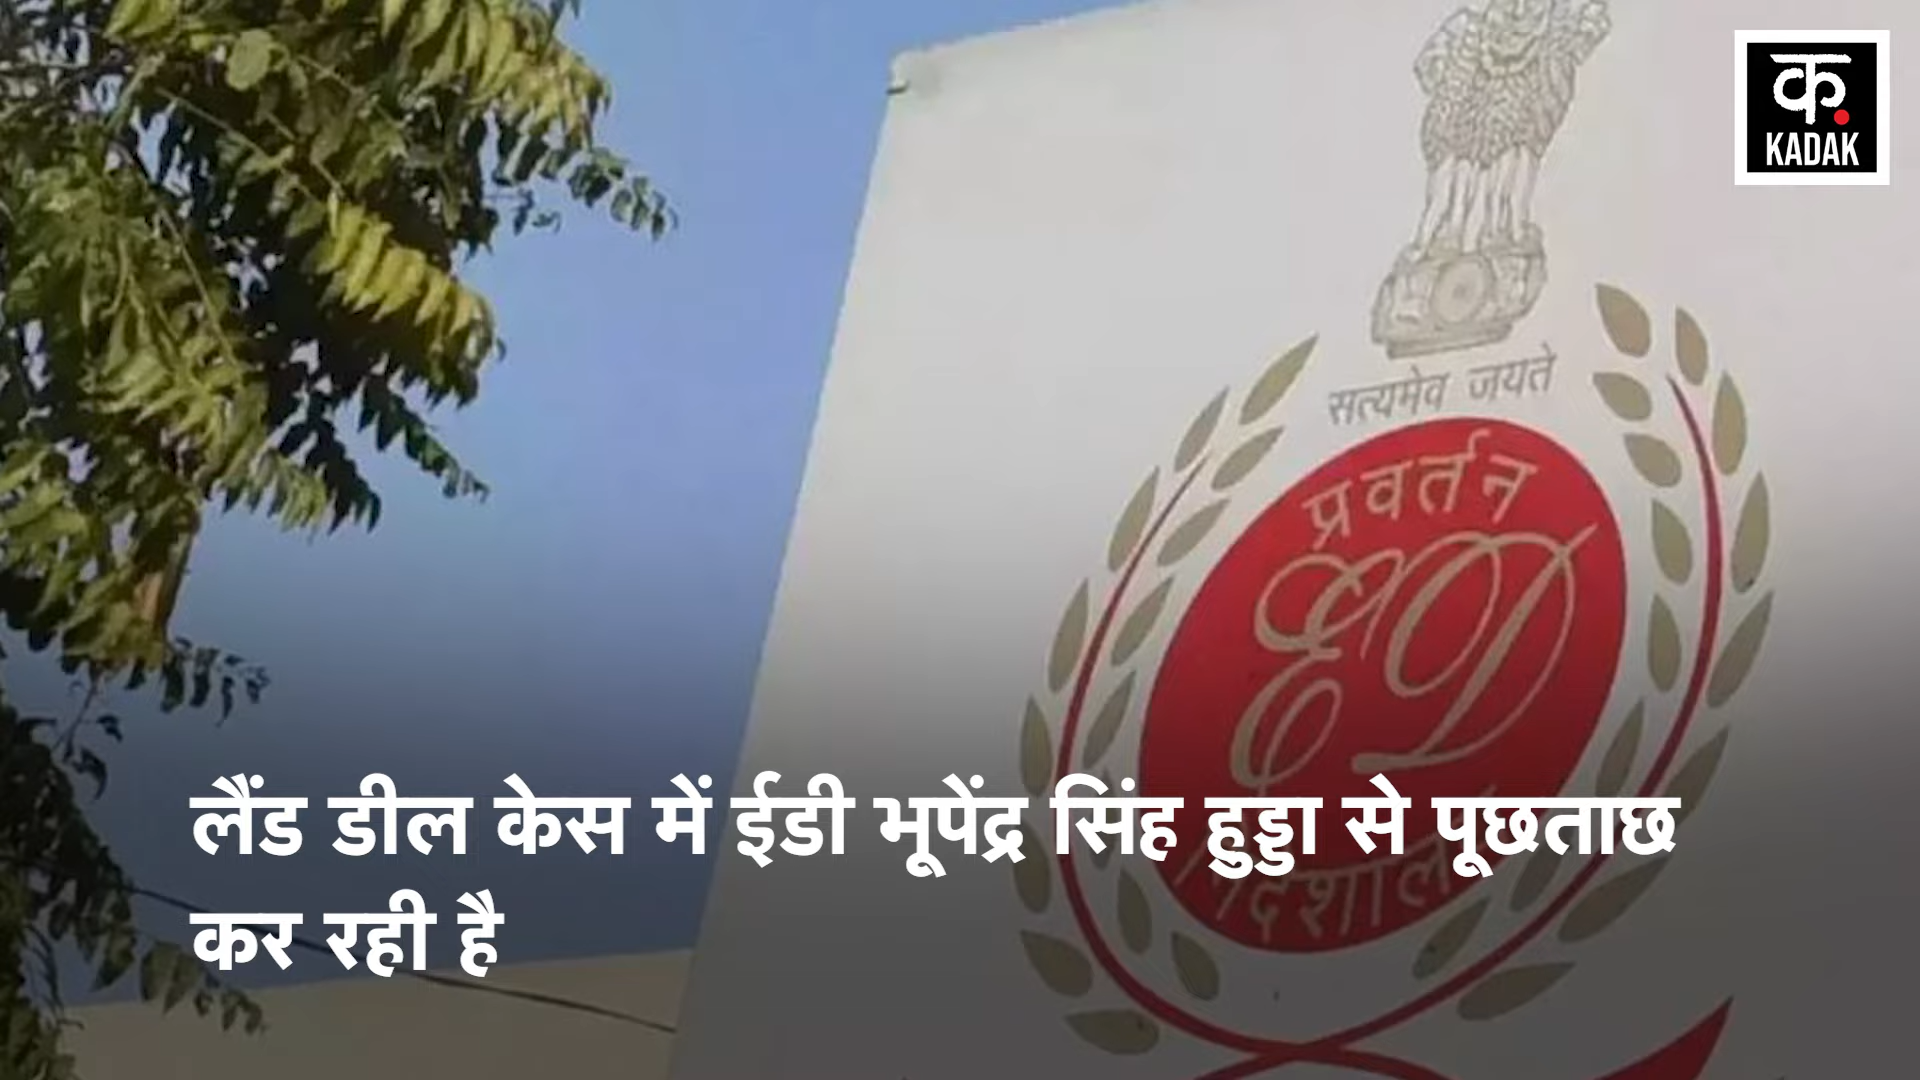 क.
KADAK
सत्यमेव जयते
प्रवर्तन
ED
लैंड डील केस में ईडी भूपेंद्र सिंह हुड्डा से पूछताछ
कर रही है